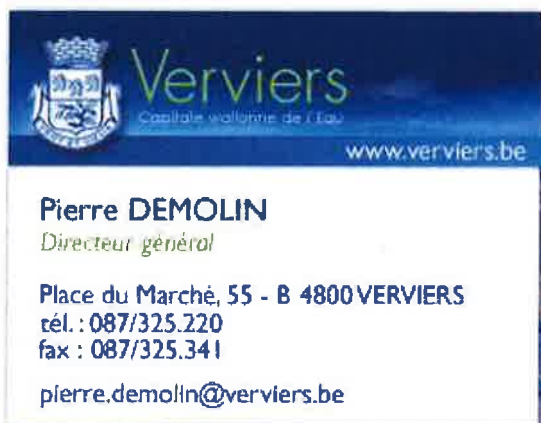 Verviers
Capitale wallonne de l'Eau
www.verviers.be
Pierre DEMOLIN
Directeur général
Place du Marché, 55 - B 4800 VERVIERS
tél. : 087/325.220
fax : 087/325.341
pierre.demolin@verviers.be